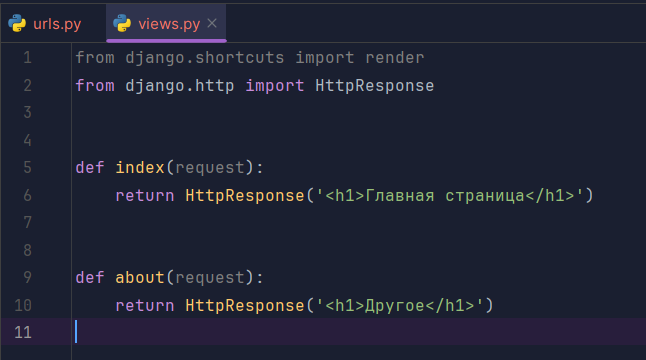 urls.py views.py
1 from django.shortcuts import render
2 from django.http import HttpResponse
3
4
5 def index(request):
6     return HttpResponse('<h1>Главная страница</h1>')
7
8
9 def about(request):
10     return HttpResponse('<h1>Другое</h1>')
11